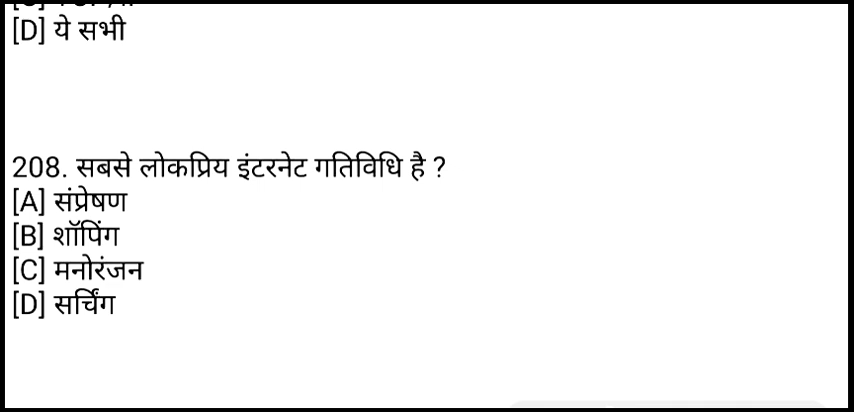 [D] ये सभी
208. सबसे लोकप्रिय इंटरनेट गतिविधि है ?
[A] संप्रेषण
[B] शॉपिंग
[C] मनोरंजन
[D] सर्चिंग